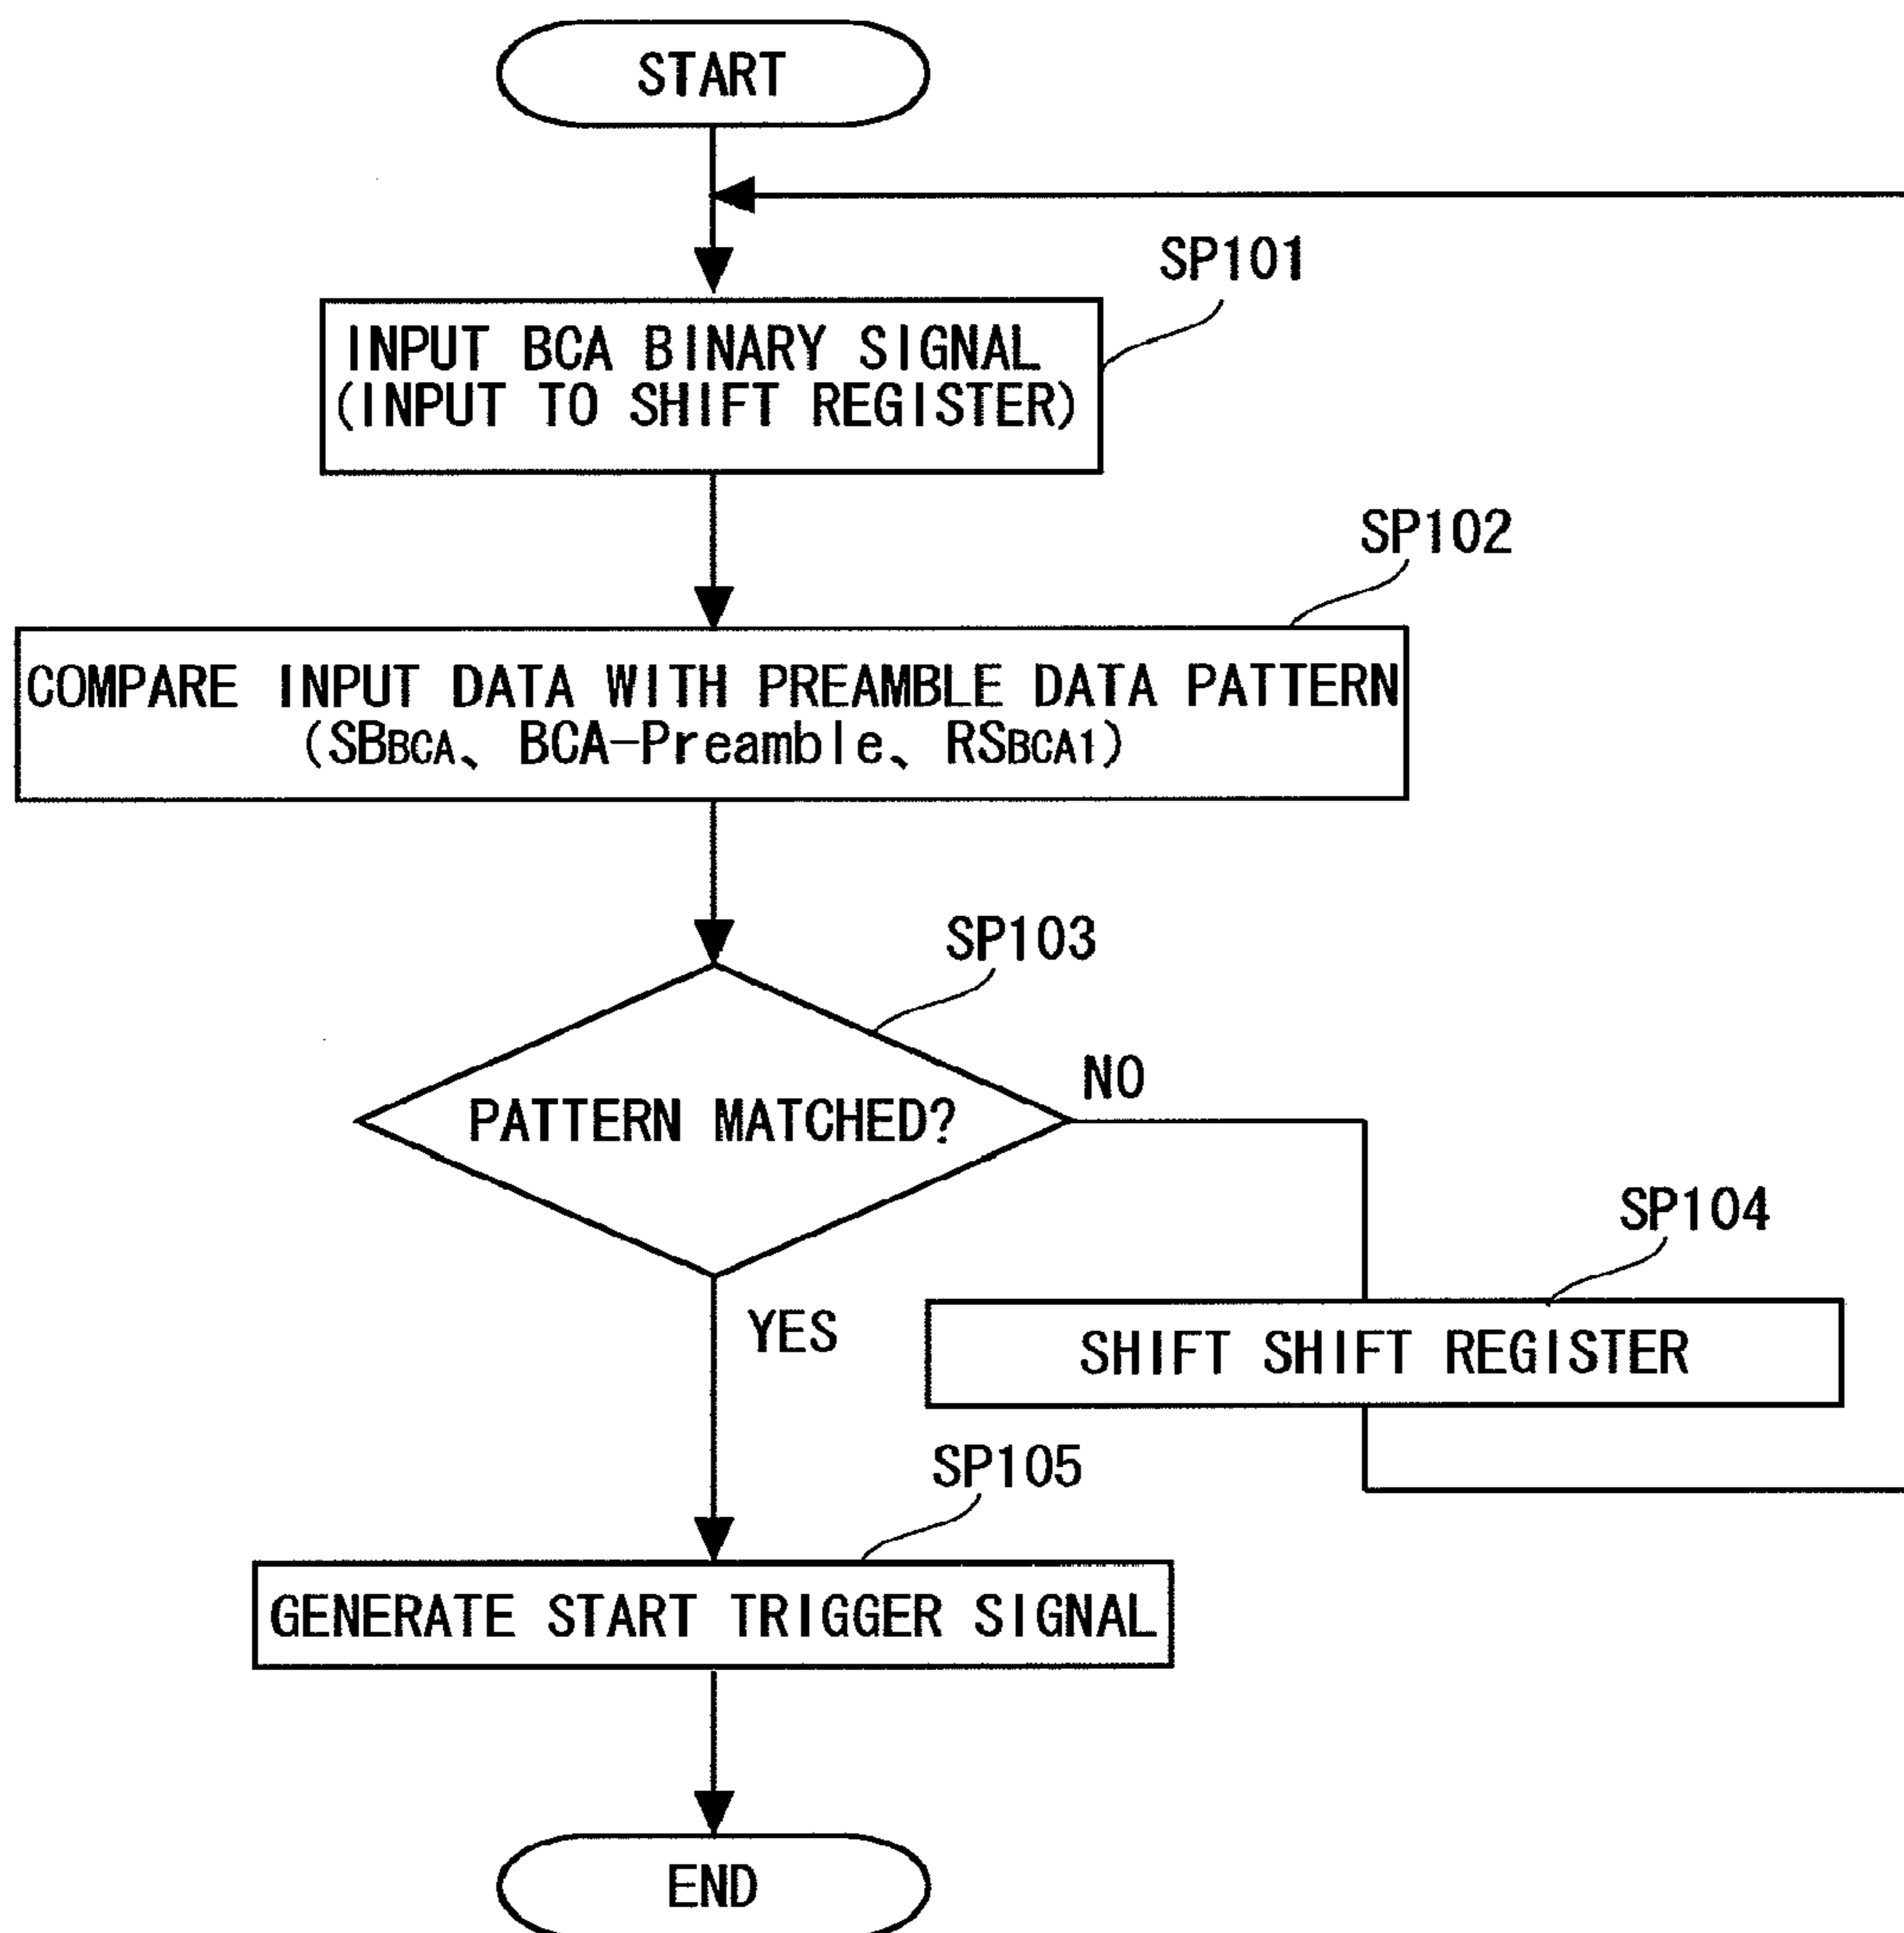 START
SP101
INPUT BCA BINARY SIGNAL
(INPUT TO SHIFT REGISTER)
SP102
COMPARE INPUT DATA WITH PREAMBLE DATA PATTERN
(SBBCA、BCA-Preamble、RSBCA1)
SP103
PATTERN MATCHED?
NO
SP104
YES
SHIFT SHIFT REGISTER
SP105
GENERATE START TRIGGER SIGNAL
END